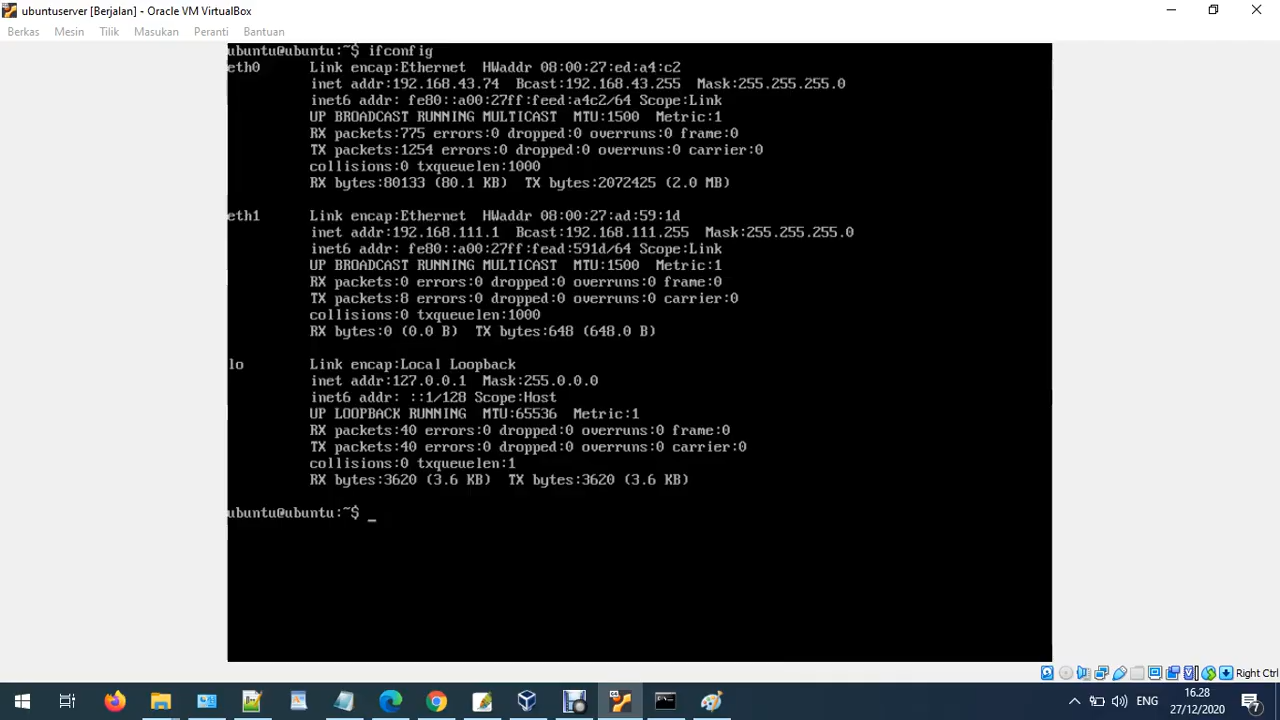 ubuntuserver [Berjalan] - Oracle VM VirtualBox
Berkas Mesin Tilik Masukan Peranti Bantuan
ubuntu@ubuntu:~$ ifconfig
eth0 Link encap:Ethernet HWaddr 08:00:27:ed:a4:c2
inet addr:192.168.43.74 Bcast:192.168.43.255 Mask:255.255.255.0
inet6 addr: fe80::a00:27ff:feed:a4c2/64 Scope:Link
UP BROADCAST RUNNING MULTICAST MTU:1500 Metric:1
RX packets:775 errors:0 dropped:0 overruns:0 frame:0
TX packets:1254 errors:0 dropped:0 overruns:0 carrier:0
collisions:0 txqueuelen:1000
RX bytes:80133 (80.1 KB) TX bytes:2072425 (2.0 MB)
eth1 Link encap:Ethernet HWaddr 08:00:27:ad:59:1d
inet addr:192.168.111.1 Bcast:192.168.111.255 Mask:255.255.255.0
inet6 addr: fe80::a00:27ff:fead:591d/64 Scope:Link
UP BROADCAST RUNNING MULTICAST MTU:1500 Metric:1
RX packets:0 errors:0 dropped:0 overruns:0 frame:0
TX packets:8 errors:0 dropped:0 overruns:0 carrier:0
collisions:0 txqueuelen:1000
RX bytes:0 (0.0 B) TX bytes:648 (648.0 B)
lo Link encap:Local Loopback
inet addr:127.0.0.1 Mask:255.0.0.0
inet6 addr: ::1/128 Scope:Host
UP LOOPBACK RUNNING MTU:65536 Metric:1
RX packets:40 errors:0 dropped:0 overruns:0 frame:0
TX packets:40 errors:0 dropped:0 overruns:0 carrier:0
collisions:0 txqueuelen:1
RX bytes:3620 (3.6 KB) TX bytes:3620 (3.6 KB)
ubuntu@ubuntu:~$ _
Right Ctrl
ENG
16.28
27/12/2020
7